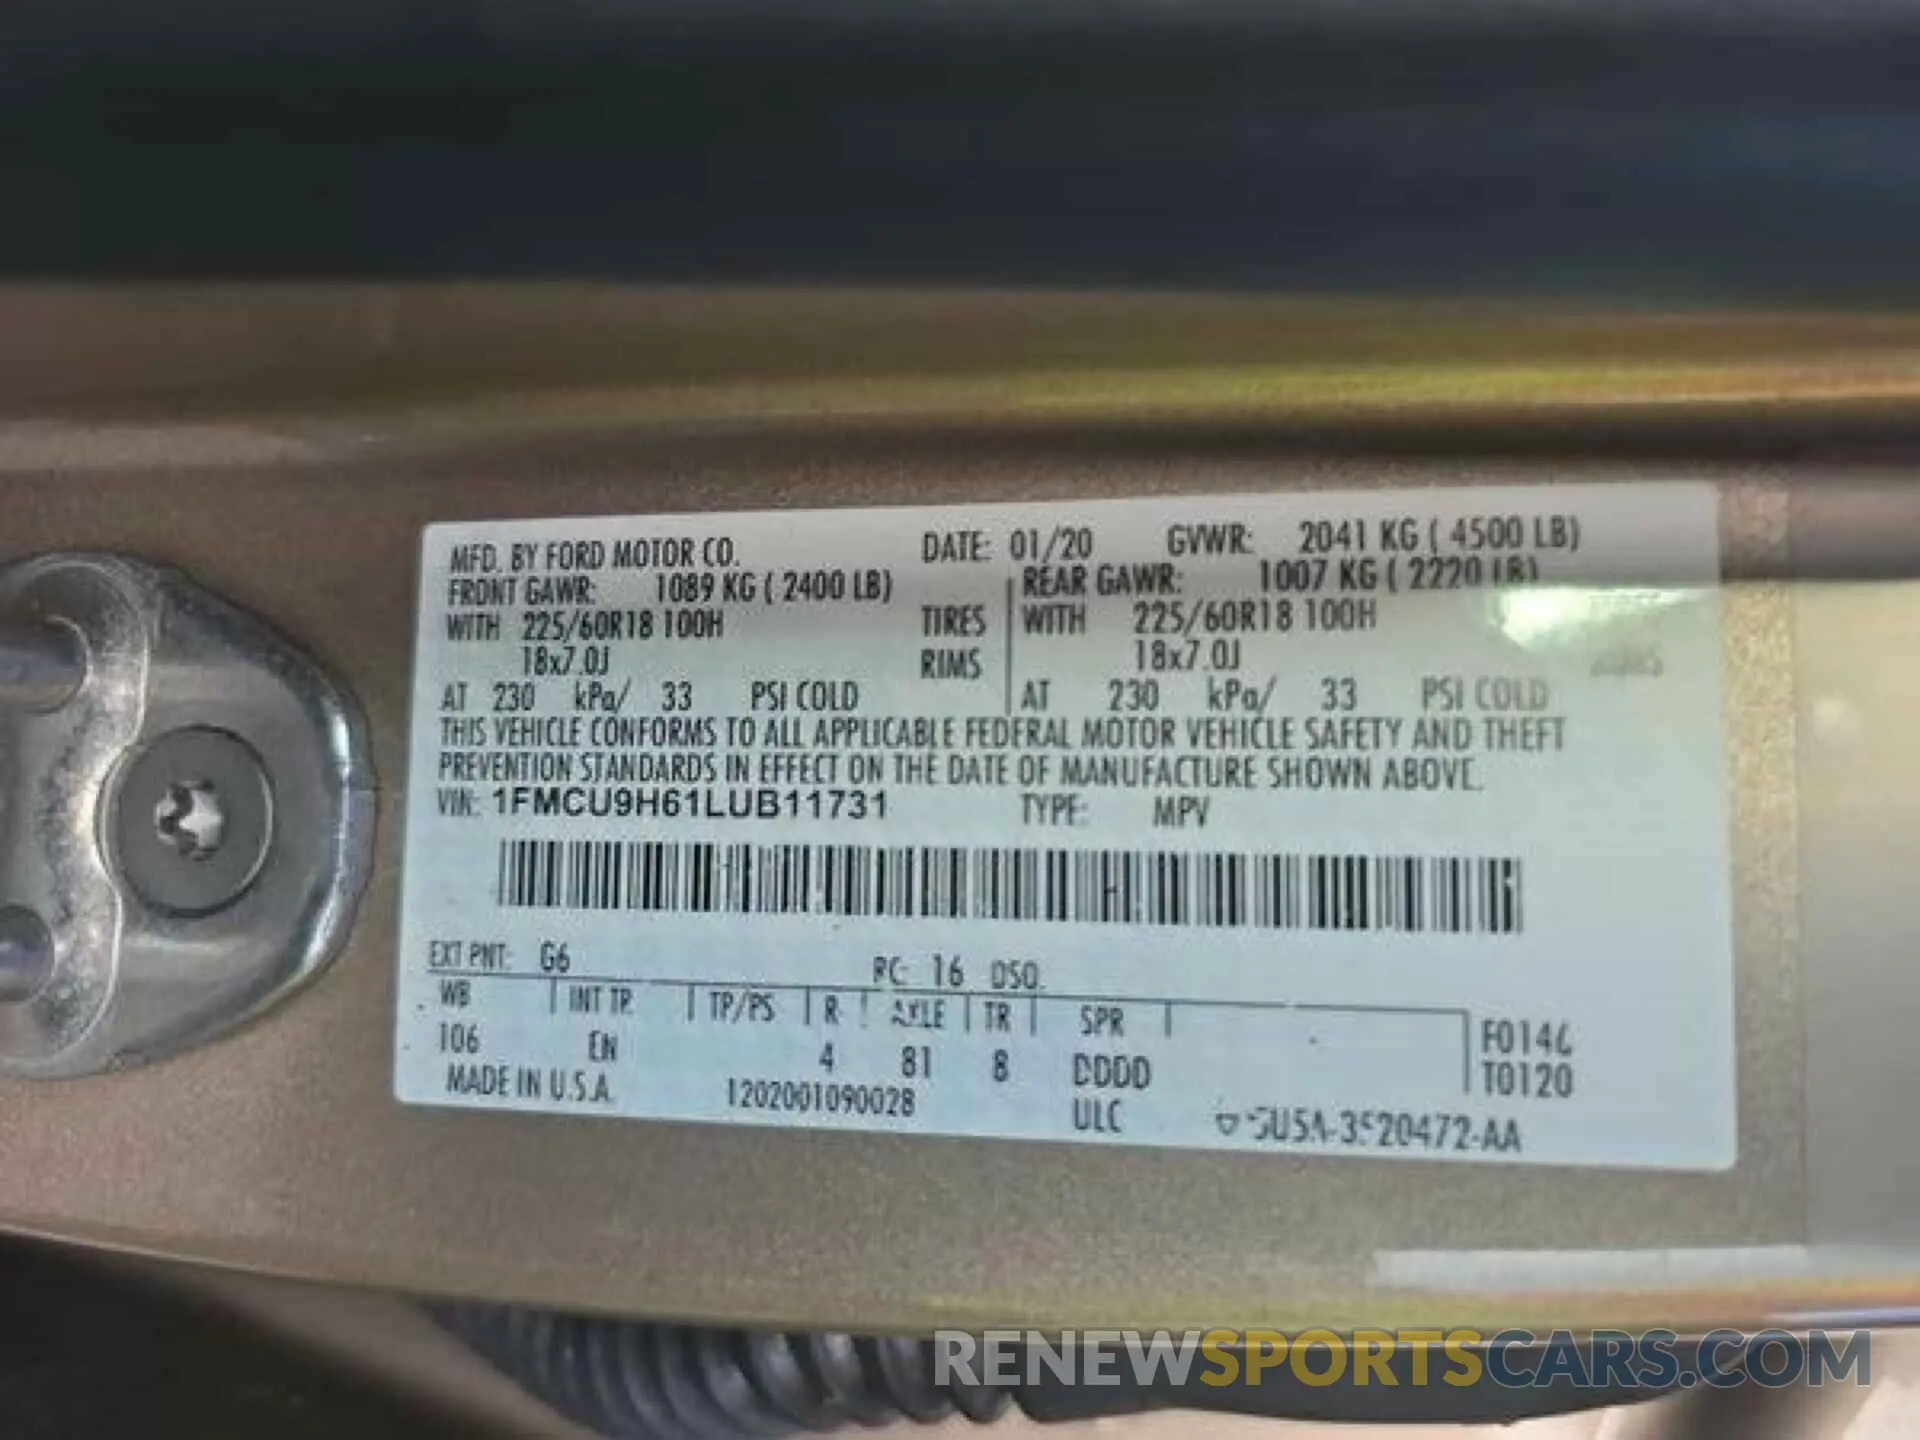 MFD. BY FORD MOTOR CO. DATE: 01/20 GVWR: 2041 KG ( 4500 LB)
FRONT GAWR: 1089 KG ( 2400 LB) REAR GAWR: 1007 KG ( 2220 LB)
WITH 225/60R18 100H TIRES WITH 225/60R18 100H
18x7.0J RIMS 18x7.0J
AT 230 kPa/ 33 PSI COLD AT 230 kPa/ 33 PSI COLD
THIS VEHICLE CONFORMS TO ALL APPLICABLE FEDERAL MOTOR VEHICLE SAFETY AND THEFT
PREVENTION STANDARDS IN EFFECT ON THE DATE OF MANUFACTURE SHOWN ABOVE.
VIN: 1FMCU9H61LUB11731 TYPE: MPV
EXT PNT: G6 RC: 16 DSO:
WB INT TR TP/PS R AXLE TR SPR
106 EN 4 81 8 DDDD
T0120
MADE IN U.S.A. 1202001090028 ULC
RENEWSPORTSCARS.COM